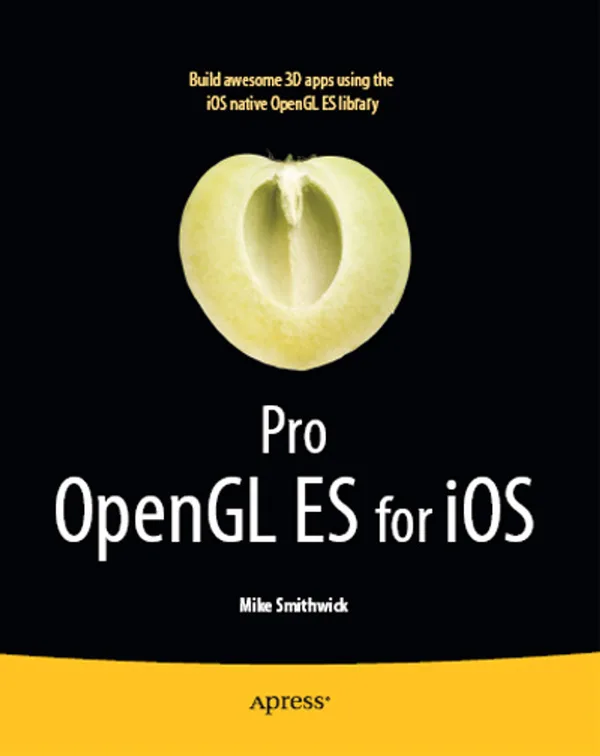 Build awesome 3D apps using the
iOS native OpenGL ES library
Pro
OpenGL ES for iOS
Mike Smithwick
Apress®